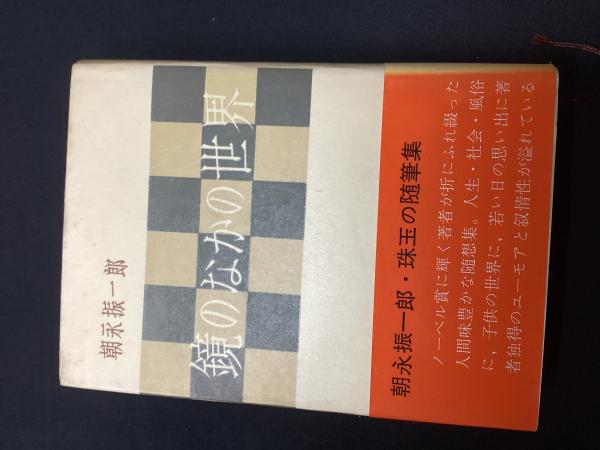 朝永振一郎
鏡のなかの世界
朝永振一郎・珠玉の随筆集
ノーベル賞に輝く著者が折にふれ綴った
人間味豊かな随想集。人生・社会・風俗
に，子供の世界に，若い日の思い出に著
者独得のユーモアと叙情性が溢れている